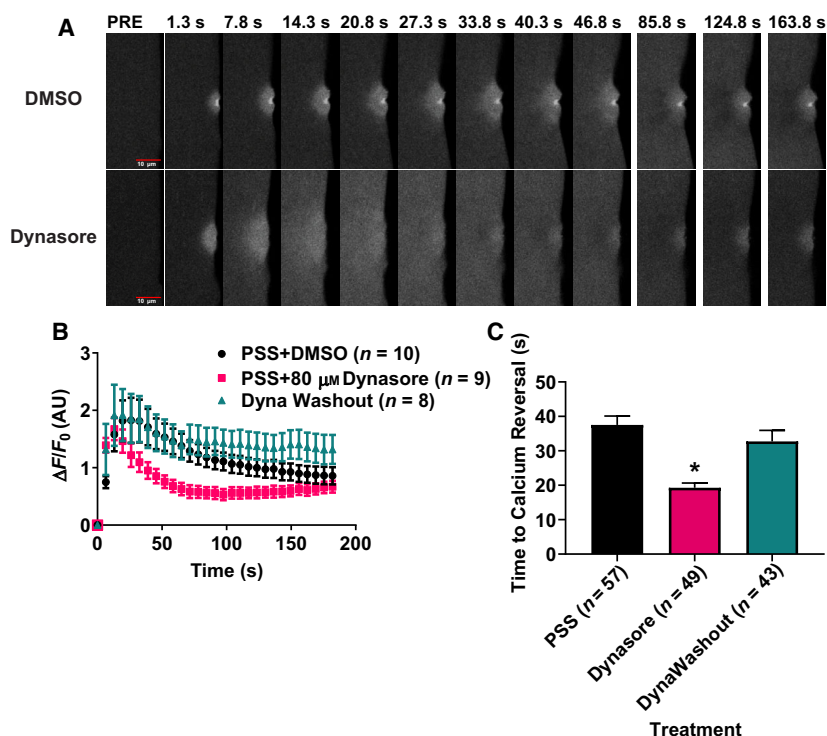 A
PRE 1.3 s 7.8 s 14.3 s 20.8 s 27.3 s 33.8 s 40.3 s 46.8 s 85.8 s 124.8 s 163.8 s
DMSO
10 µm
Dynasore
10 µm
B
PSS+DMSO (n = 10)
PSS+80 µM Dynasore (n = 9)
Dyna Washout (n = 8)
ΔF/F0 (AU)
3
2
1
0
0 50 100 150 200
Time (s)
C
Time to Calcium Reversal (s)
50
40
30
20
10
0
*
PSS (n = 57)
Dynasore (n = 49)
DynaWashout (n = 43)
Treatment